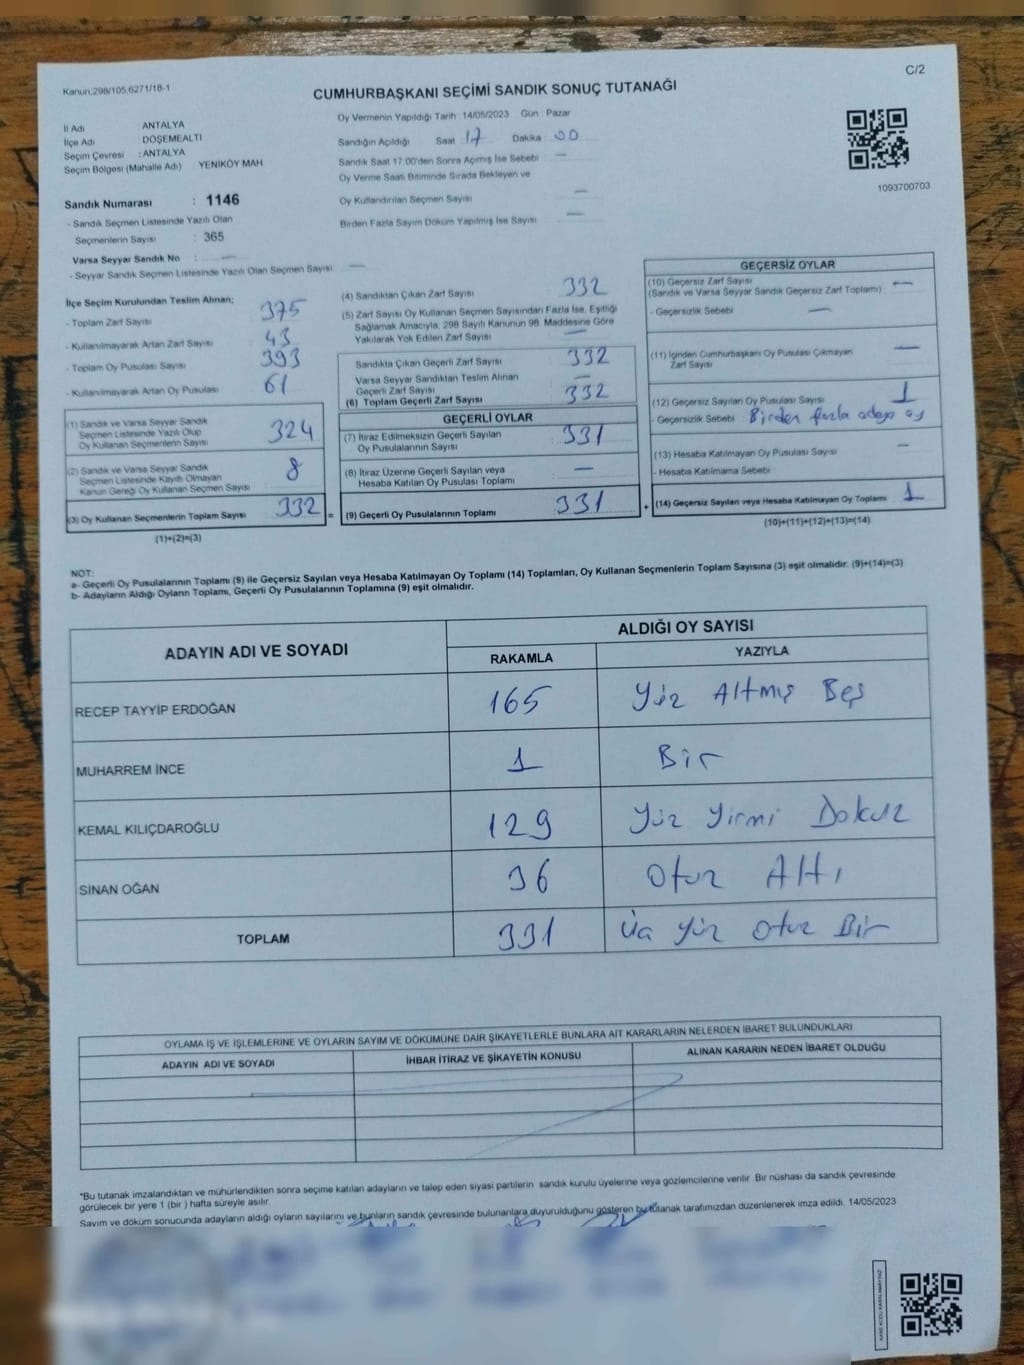 C/2
Kanun;298/105,6271/18-1
CUMHURBAŞKANI SEÇİMİ SANDIK SONUÇ TUTANAĞI
İl Adı ANTALYA
İlçe Adı DÖŞEMEALTI
Seçim Çevresi : ANTALYA
Seçim Bölgesi (Mahalle Adı) : YENİKÖY MAH
Sandık Numarası : 1146
- Sandık Seçmen Listesinde Yazılı Olan
Seçmenlerin Sayısı : 365
Varsa Seyyar Sandık No : —
- Seyyar Sandık Seçmen Listesinde Yazılı Olan Seçmen Sayısı —
Oy Vermenin Yapıldığı Tarih : 14/05/2023 Gün : Pazar
Sandığın Açıldığı Saat 17 Dakika 00
Sandık Saat 17:00'den Sonra Açımış İse Sebebi —
Oy Verme Saati Bitiminde Sırada Bekleyen ve
Oy Kullandırılan Seçmen Sayısı —
Birden Fazla Sayım Döküm Yapılmış İse Sayısı —
1093700703
İlçe Seçim Kurulundan Teslim Alınan;
- Toplam Zarf Sayısı 375
- Kullanılmayarak Artan Zarf Sayısı 43
- Toplam Oy Pusulası Sayısı 393
- Kullanılmayarak Artan Oy Pusulası 61
(1) Sandık ve Varsa Seyyar Sandık
Seçmen Listesinde Yazılı Olup
Oy Kullanan Seçmenlerin Sayısı 324
(2) Sandık ve Varsa Seyyar Sandık
Seçmen Listesinde Kayıtlı Olmayan
Kanun Gereği Oy Kullanan Seçmen Sayısı 8
(3) Oy Kullanan Seçmenlerin Toplam Sayısı 332 =
(1)+(2)=(3)
(4) Sandıktan Çıkan Zarf Sayısı 332
(5) Zarf Sayısı Oy Kullanan Seçmen Sayısından Fazla İse, Eşitliği
Sağlamak Amacıyla, 298 Sayılı Kanunun 98. Maddesine Göre
Yakılarak Yok Edilen Zarf Sayısı —
Sandıkta Çıkan Geçerli Zarf Sayısı 332
Varsa Seyyar Sandıktan Teslim Alınan
Geçerli Zarf Sayısı —
(6) Toplam Geçerli Zarf Sayısı 332
GEÇERLİ OYLAR
(7) İtiraz Edilmeksizin Geçerli Sayılan
Oy Pusulalarının Sayısı 331
(8) İtiraz Üzerine Geçerli Sayılan veya
Hesaba Katılan Oy Pusulası Toplamı —
(9) Geçerli Oy Pusulalarının Toplamı 331 +
GEÇERSİZ OYLAR
(10) Geçersiz Zarf Sayısı
(Sandık ve Varsa Seyyar Sandık Geçersiz Zarf Toplamı) : —
- Geçersizlik Sebebi —
(11) İçinden Cumhurbaşkanı Oy Pusulası Çıkmayan
Zarf Sayısı —
(12) Geçersiz Sayılan Oy Pusulası Sayısı 1
- Geçersizlik Sebebi Birden fazla adaya oy
(13) Hesaba Katılmayan Oy Pusulası Sayısı —
- Hesaba Katılmama Sebebi
(14) Geçersiz Sayılan veya Hesaba Katılmayan Oy Toplamı 1
(10)+(11)+(12)+(13)=(14)
NOT:
a- Geçerli Oy Pusulalarının Toplamı (9) ile Geçersiz Sayılan veya Hesaba Katılmayan Oy Toplamı (14) Toplamları, Oy Kullanan Seçmenlerin Toplam Sayısına (3) eşit olmalıdır. (9)+(14)=(3)
b- Adayların Aldığı Oyların Toplamı, Geçerli Oy Pusulalarının Toplamına (9) eşit olmalıdır.
ADAYIN ADI VE SOYADI
ALDIĞI OY SAYISI
RAKAMLA YAZIYLA
RECEP TAYYİP ERDOĞAN 165 Yüz Altmış Beş
MUHARREM İNCE 1 Bir
KEMAL KILIÇDAROĞLU 129 Yüz Yirmi Dokuz
SİNAN OĞAN 36 Otuz Altı
TOPLAM 331 Üç Yüz Otuz Bir
OYLAMA İŞ VE İŞLEMLERİNE VE OYLARIN SAYIM VE DÖKÜMÜNE DAİR ŞİKAYETLERLE BUNLARA AİT KARARLARIN NELERDEN İBARET BULUNDUKLARI
ADAYIN ADI VE SOYADI İHBAR İTİRAZ VE ŞİKAYETİN KONUSU ALINAN KARARIN NEDEN İBARET OLDUĞU
*Bu tutanak imzalandıktan ve mühürlendikten sonra seçime katılan adayların ve talep eden siyasi partilerin sandık kurulu üyelerine veya gözlemcilerine verilir. Bir nüshası da sandık çevresinde
görülecek bir yere 1 (bir ) hafta süreyle asılır.
Sayım ve döküm sonucunda adayların aldığı oyların sayılarını ve bunların sandık çevresinde bulunanlara duyurulduğunu gösteren bu tutanak tarafımızdan düzenlenerek imza edildi. 14/05/2023
KARE KODU KARALAMAYINIZ